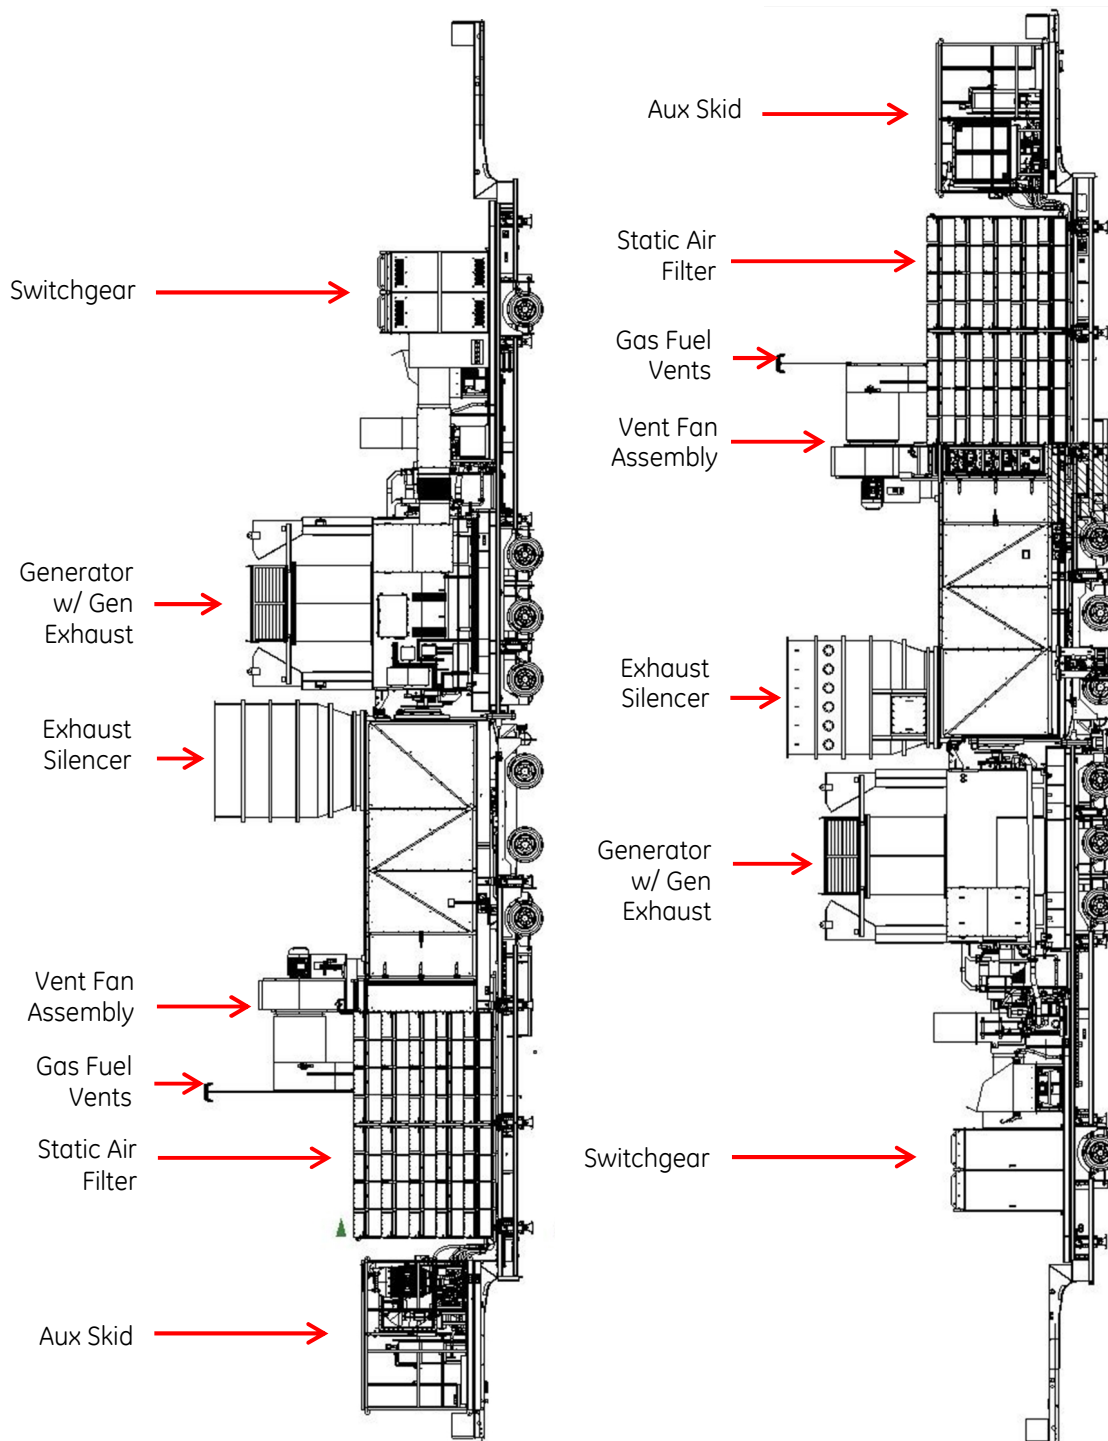 Switchgear
Generator
w/ Gen
Exhaust
Exhaust
Silencer
Vent Fan
Assembly
Gas Fuel
Vents
Static Air
Filter
Aux Skid
Aux Skid
Static Air
Filter
Gas Fuel
Vents
Vent Fan
Assembly
Exhaust
Silencer
Generator
w/ Gen
Exhaust
Switchgear